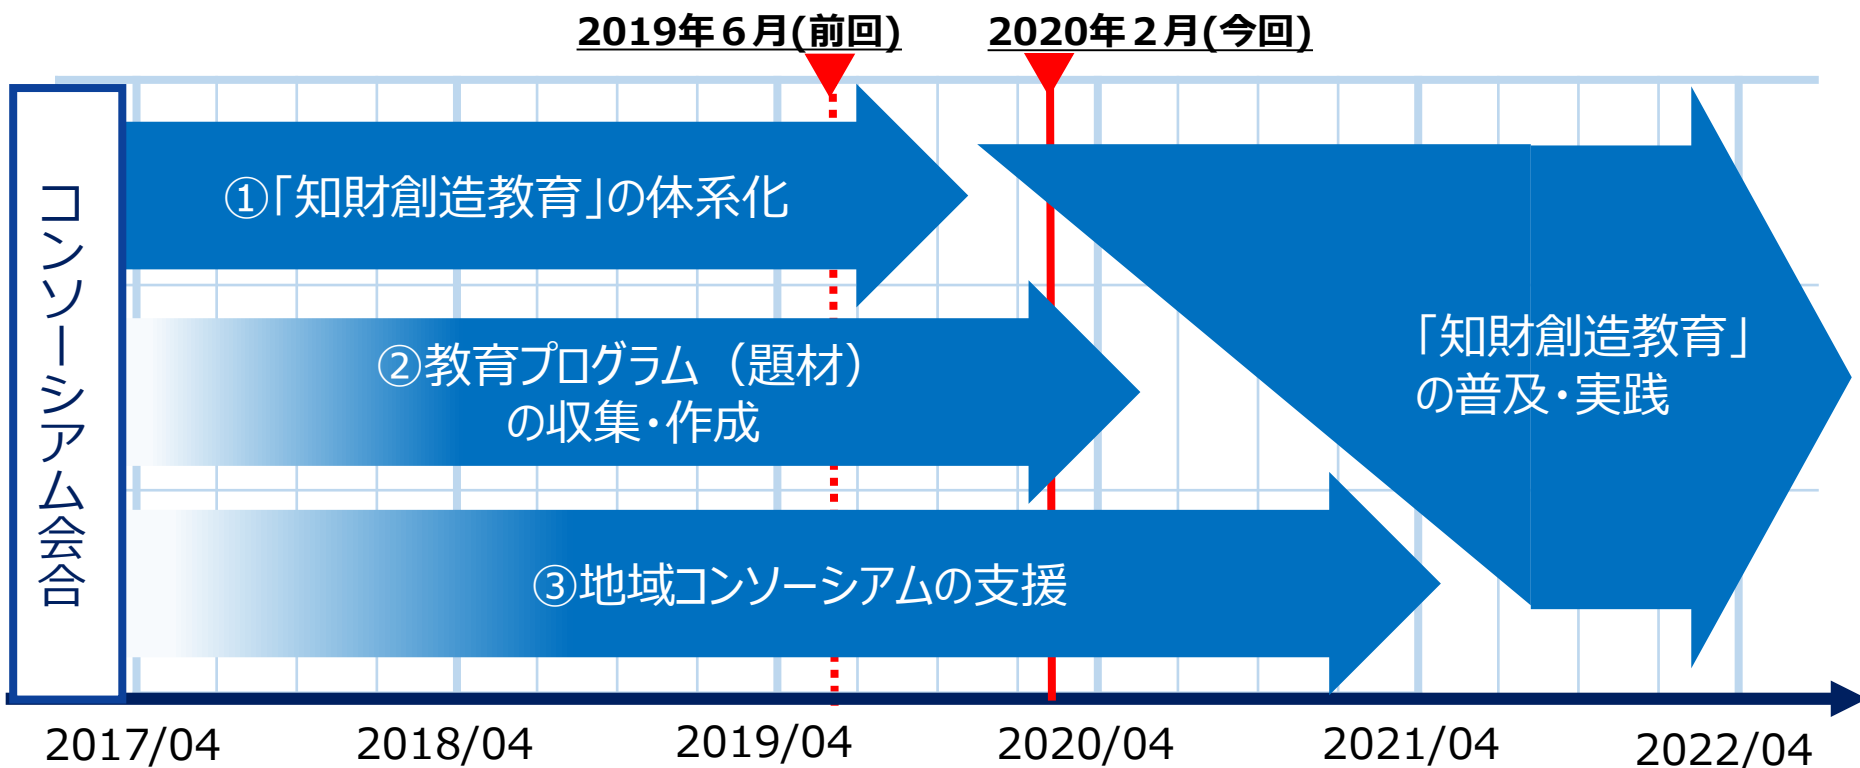 2019年６月(前回)
2020年２月(今回)
コンソーシアム会合
①「知財創造教育」の体系化
②教育プログラム（題材）
の収集・作成
③地域コンソーシアムの支援
「知財創造教育」
の普及・実践
2017/04
2018/04
2019/04
2020/04
2021/04
2022/04